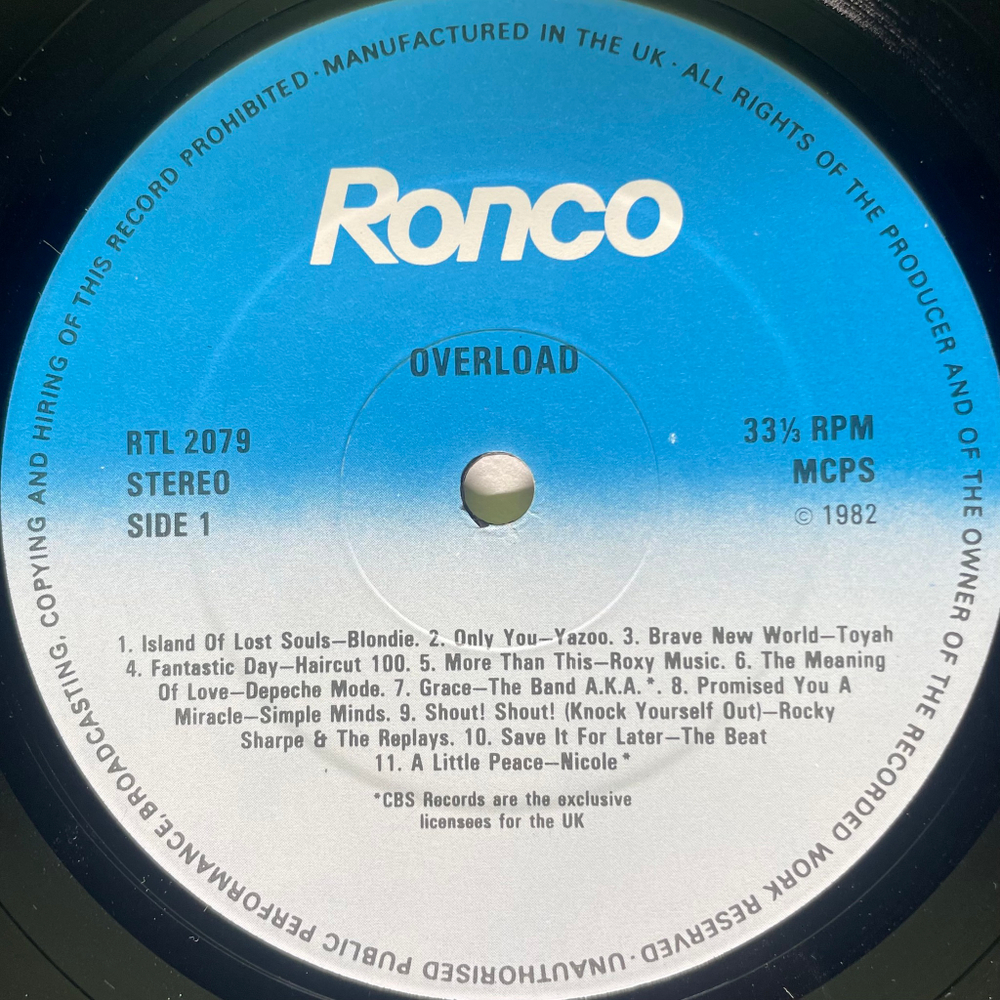 MANUFACTURED IN THE UK · ALL RIGHTS OF THE PRODUCER AND OF THE OWNER OF THE RECORDED WORK RESERVED · UNAUTHORISED PUBLIC PERFORMANCE, BROADCASTING, COPYING AND HIRING OF THIS RECORD PROHIBITED ·
Ronco
OVERLOAD
RTL 2079
STEREO
SIDE 1
33⅓ RPM
MCPS
© 1982
1. Island Of Lost Souls—Blondie. 2. Only You—Yazoo. 3. Brave New World—Toyah
4. Fantastic Day—Haircut 100. 5. More Than This—Roxy Music. 6. The Meaning
Of Love—Depeche Mode. 7. Grace—The Band A.K.A.*. 8. Promised You A
Miracle—Simple Minds. 9. Shout! Shout! (Knock Yourself Out)—Rocky
Sharpe & The Replays. 10. Save It For Later—The Beat
11. A Little Peace—Nicole*
*CBS Records are the exclusive
licensees for the UK